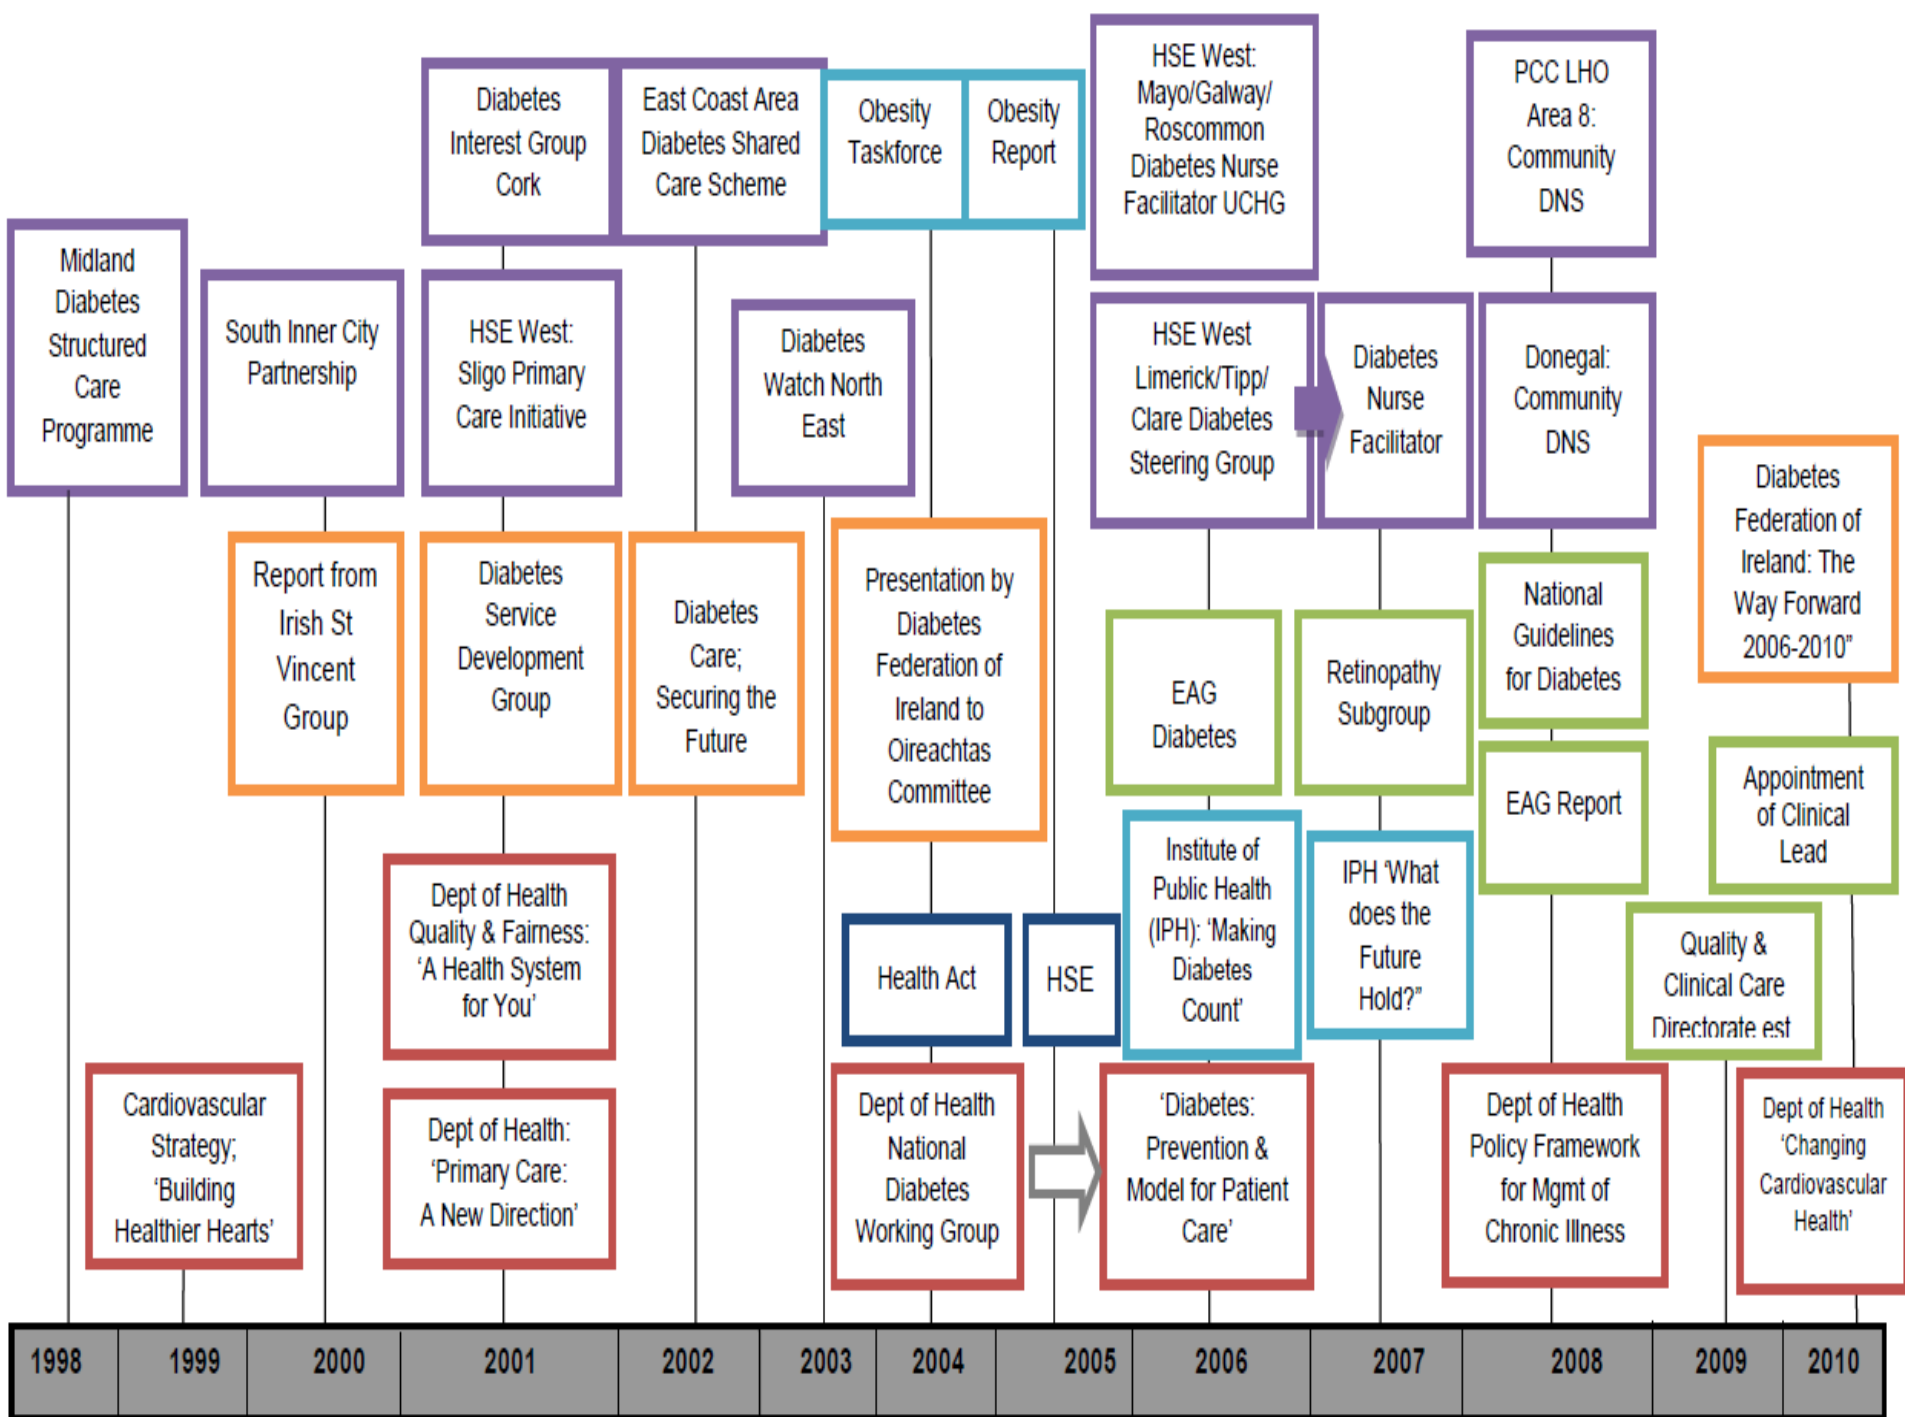 Diabetes
Interest Group
Cork
East Coast Area
Diabetes Shared
Care Scheme
Obesity
Taskforce
Obesity
Report
HSE West:
Mayo/Galway/
Roscommon
Diabetes Nurse
Facilitator UCHG
PCC LHO
Area 8:
Community
DNS
Midland
Diabetes
Structured
Care
Programme
South Inner City
Partnership
HSE West:
Sligo Primary
Care Initiative
Diabetes
Watch North
East
HSE West
Limerick/Tipp/
Clare Diabetes
Steering Group
Diabetes
Nurse
Facilitator
Donegal:
Community
DNS
Diabetes
Federation of
Ireland: The
Way Forward
2006-2010”
Report from
Irish St
Vincent
Group
Diabetes
Service
Development
Group
Diabetes
Care;
Securing the
Future
Presentation by
Diabetes
Federation of
Ireland to
Oireachtas
Committee
EAG
Diabetes
Retinopathy
Subgroup
National
Guidelines
for Diabetes
EAG Report
Appointment
of Clinical
Lead
Dept of Health
Quality & Fairness:
‘A Health System
for You’
Health Act
HSE
Institute of
Public Health
(IPH): ‘Making
Diabetes
Count’
IPH ‘What
does the
Future
Hold?”
Quality &
Clinical Care
Directorate est
Cardiovascular
Strategy;
‘Building
Healthier Hearts’
Dept of Health:
‘Primary Care:
A New Direction’
Dept of Health
National
Diabetes
Working Group
‘Diabetes:
Prevention &
Model for Patient
Care’
Dept of Health
Policy Framework
for Mgmt of
Chronic Illness
Dept of Health
‘Changing
Cardiovascular
Health’
1998 1999 2000 2001 2002 2003 2004 2005 2006 2007 2008 2009 2010